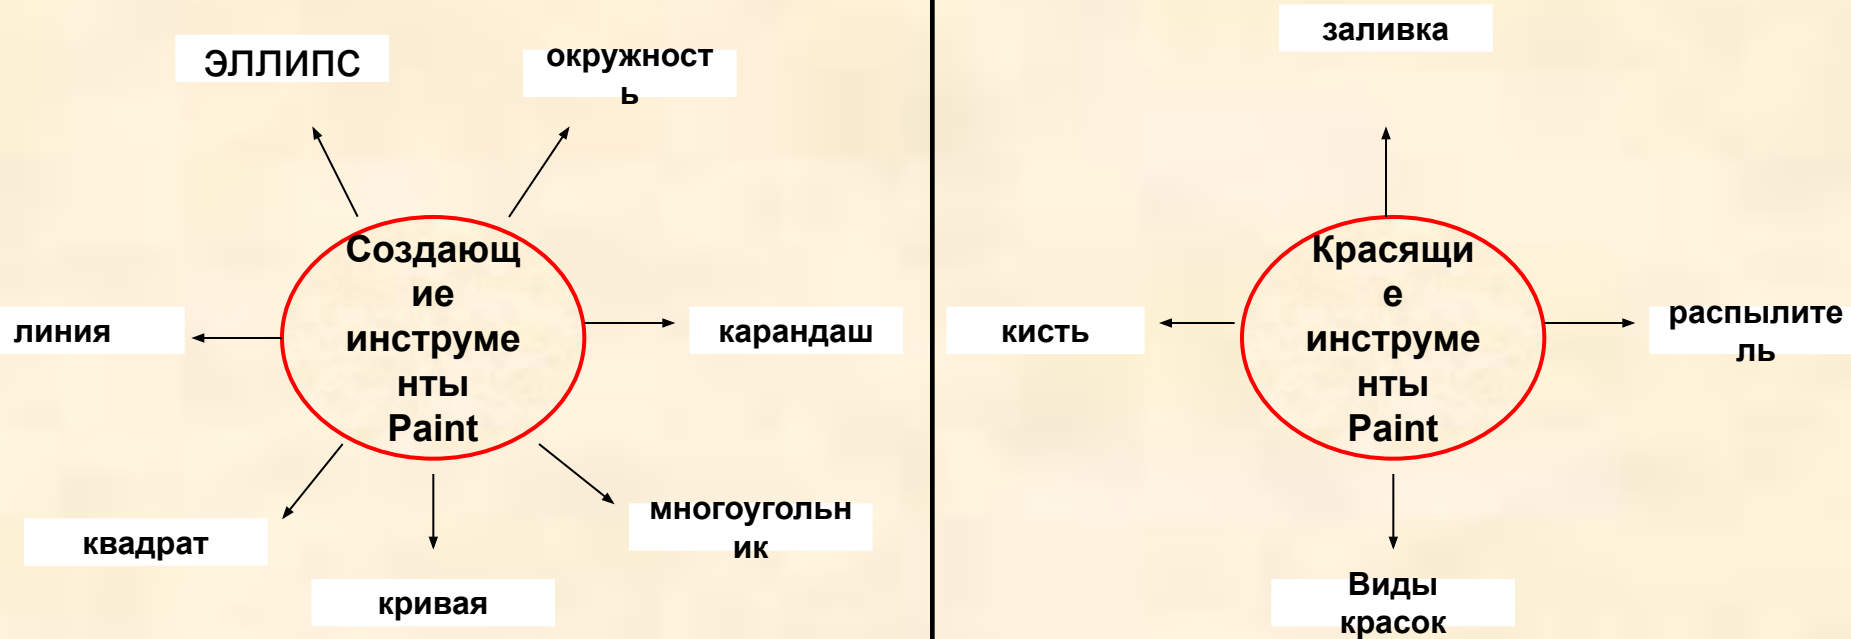 эллипс
окружност
ь
Создающ
ие
инструме
нты
Paint
линия
карандаш
квадрат
кривая
многоугольн
ик
заливка
Красящи
е
инструме
нты
Paint
кисть
распылите
ль
Виды
красок